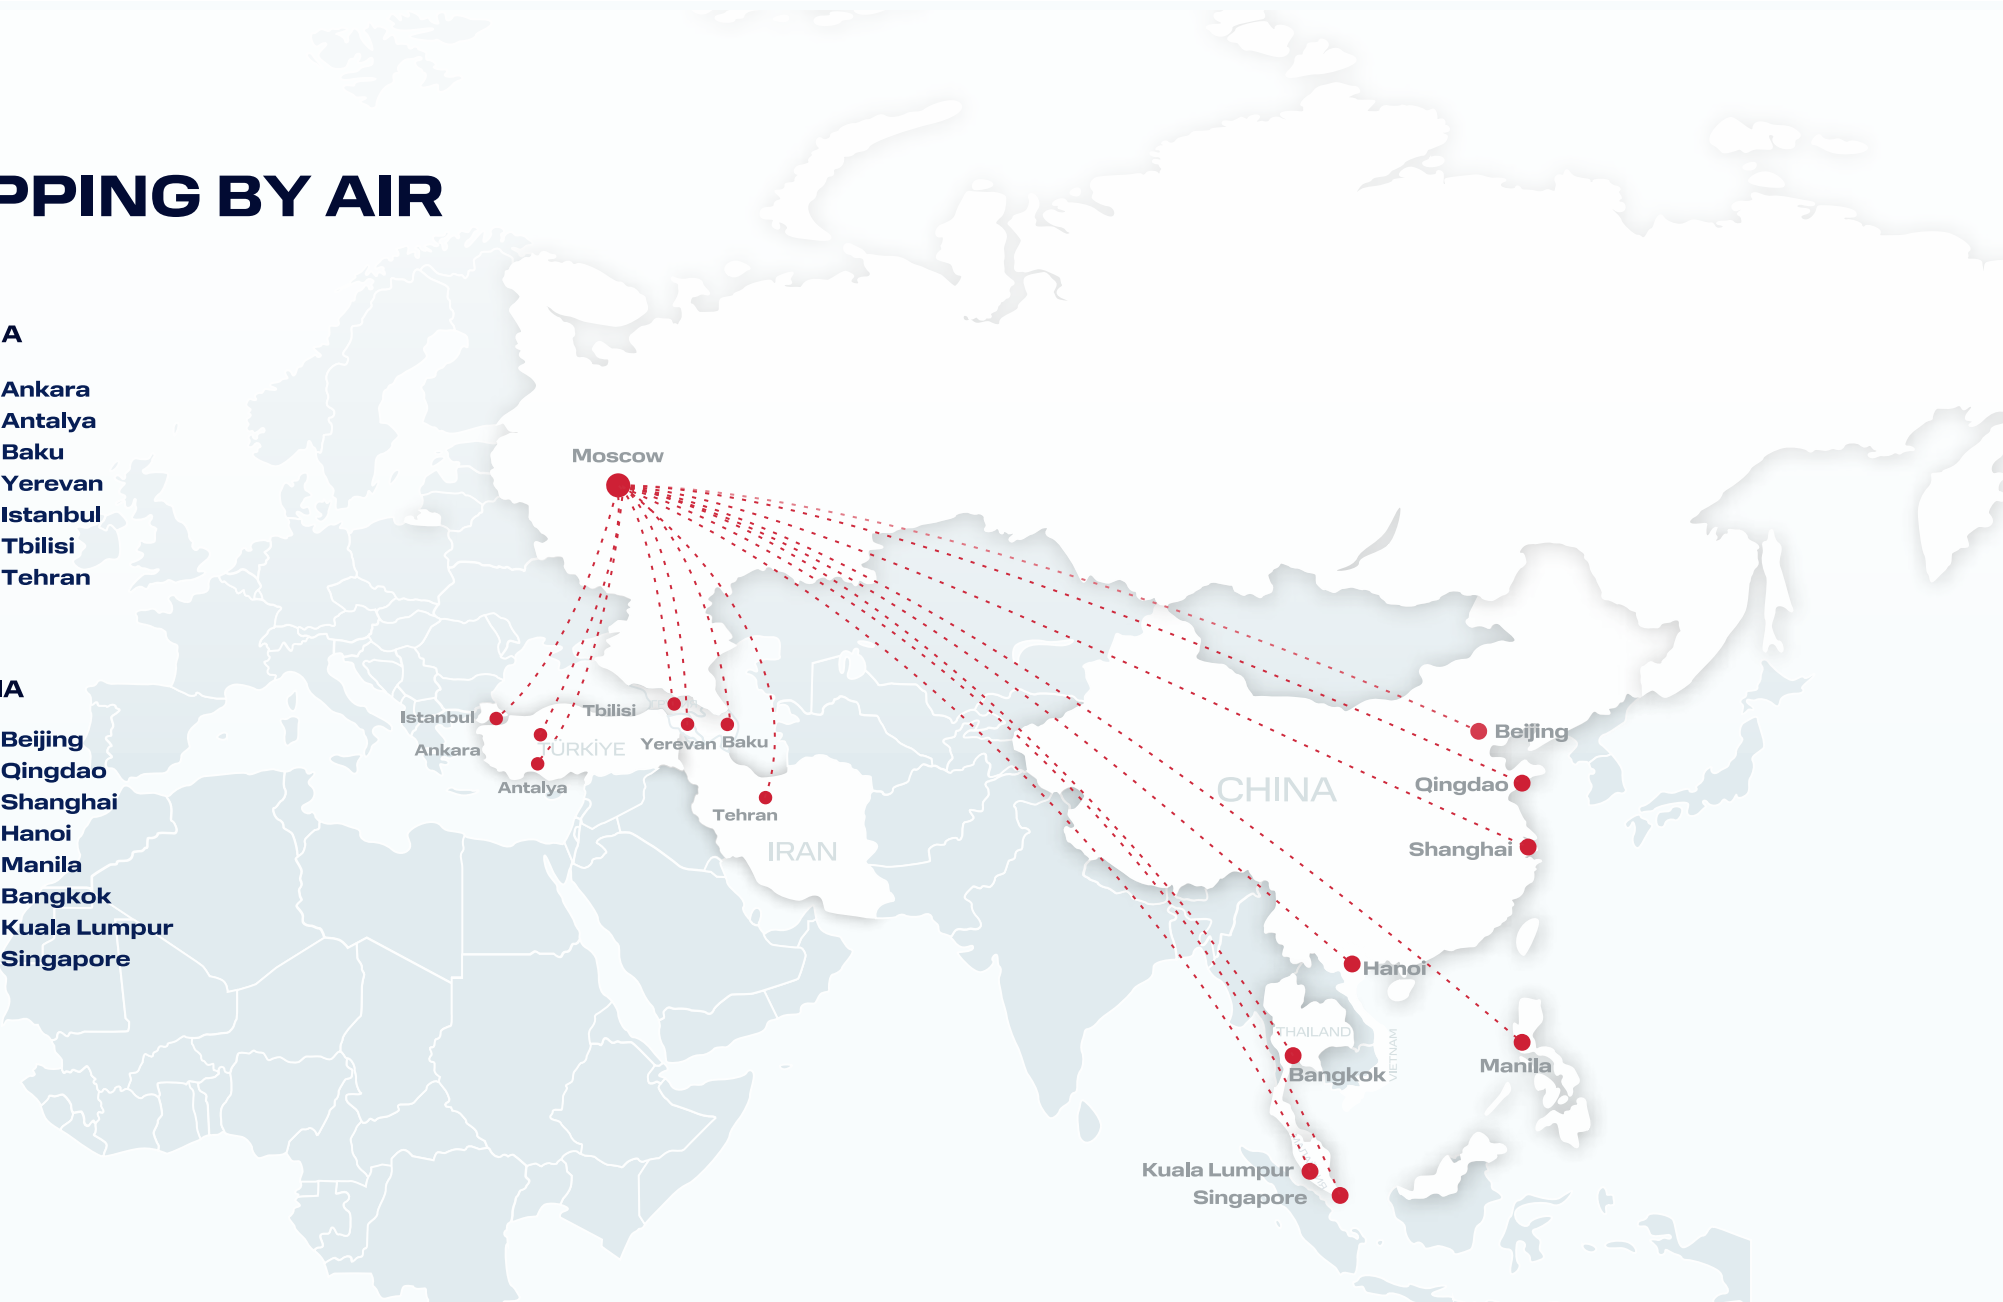 PPING BY AIR
A
Ankara
Antalya
Baku
Yerevan
Istanbul
Tbilisi
Tehran
IA
Beijing
Qingdao
Shanghai
Hanoi
Manila
Bangkok
Kuala Lumpur
Singapore
Moscow
Istanbul
Ankara
TÜRKİYE
Antalya
Tbilisi
Yerevan
Baku
Tehran
IRAN
CHINA
Beijing
Qingdao
Shanghai
Hanoi
THAILAND
VIETNAM
Bangkok
Manila
Kuala Lumpur
Singapore